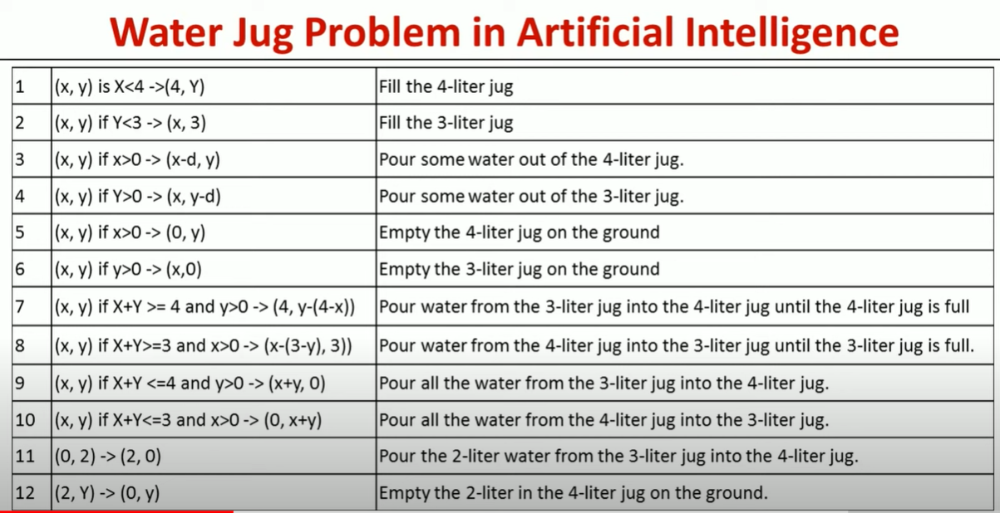 Water Jug Problem in Artificial Intelligence
1 (x, y) is X<4 ->(4, Y) Fill the 4-liter jug
2 (x, y) if Y<3 -> (x, 3) Fill the 3-liter jug
3 (x, y) if x>0 -> (x-d, y) Pour some water out of the 4-liter jug.
4 (x, y) if Y>0 -> (x, y-d) Pour some water out of the 3-liter jug.
5 (x, y) if x>0 -> (0, y) Empty the 4-liter jug on the ground
6 (x, y) if y>0 -> (x,0) Empty the 3-liter jug on the ground
7 (x, y) if X+Y >= 4 and y>0 -> (4, y-(4-x)) Pour water from the 3-liter jug into the 4-liter jug until the 4-liter jug is full
8 (x, y) if X+Y>=3 and x>0 -> (x-(3-y), 3)) Pour water from the 4-liter jug into the 3-liter jug until the 3-liter jug is full.
9 (x, y) if X+Y <=4 and y>0 -> (x+y, 0) Pour all the water from the 3-liter jug into the 4-liter jug.
10 (x, y) if X+Y<=3 and x>0 -> (0, x+y) Pour all the water from the 4-liter jug into the 3-liter jug.
11 (0, 2) -> (2, 0) Pour the 2-liter water from the 3-liter jug into the 4-liter jug.
12 (2, Y) -> (0, y) Empty the 2-liter in the 4-liter jug on the ground.